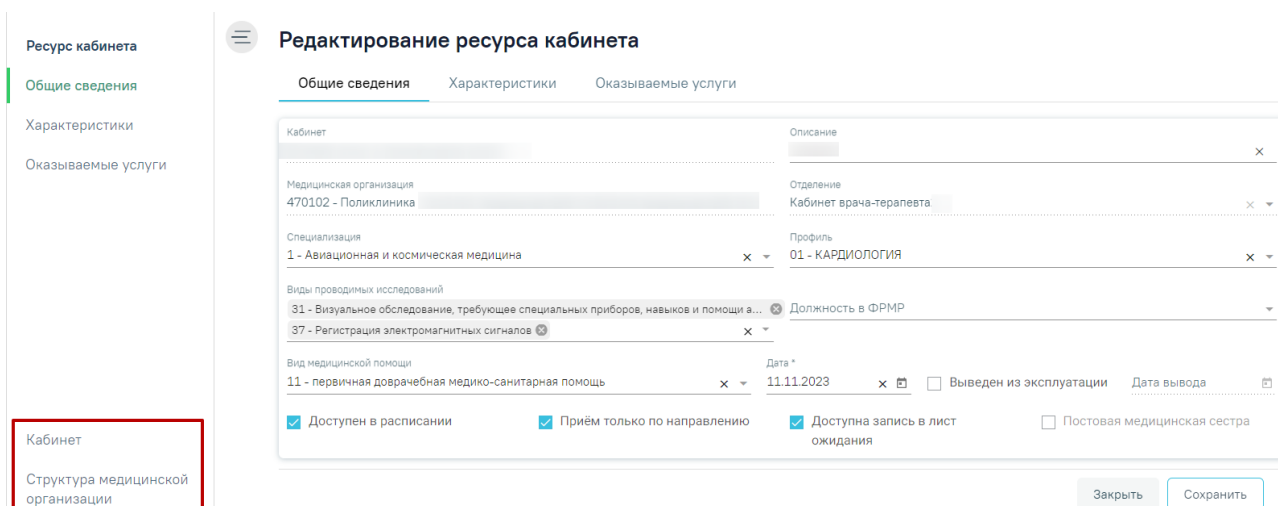 Ресурс кабинета
Общие сведения
Характеристики
Оказываемые услуги
Кабинет
Структура медицинской
организации
Редактирование ресурса кабинета
Общие сведения Характеристики Оказываемые услуги
Кабинет Описание
Медицинская организация Отделение
470102 - Поликлиника Кабинет врача-терапевта
Специализация Профиль
1 - Авиационная и космическая медицина 01 - КАРДИОЛОГИЯ
Виды проводимых исследований
31 - Визуальное обследование, требующее специальных приборов, навыков и помощи а... Должность в ФРМР
37 - Регистрация электромагнитных сигналов
Вид медицинской помощи Дата *
11 - первичная доврачебная медико-санитарная помощь 11.11.2023 Выведен из эксплуатации Дата вывода
Доступен в расписании Приём только по направлению Доступна запись в лист Постовая медицинская сестра
ожидания
Закрыть Сохранить